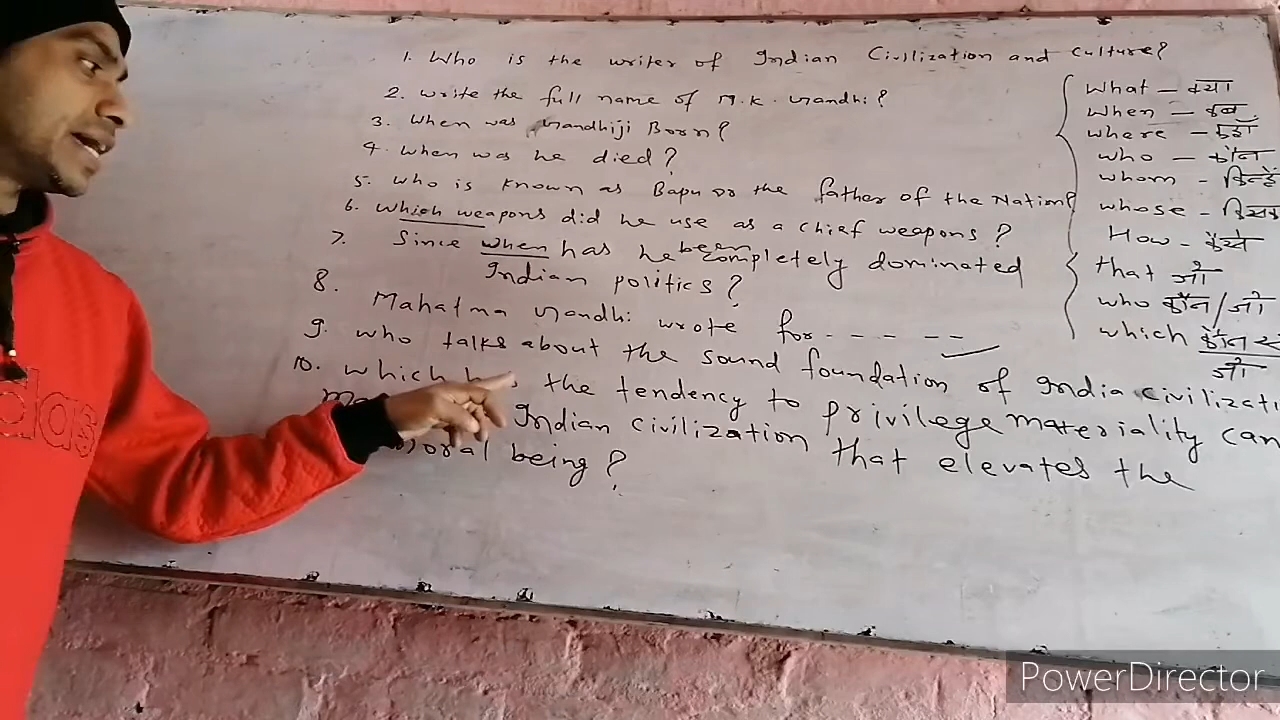 1. Who is the writer of Indian Civilization and Culture?
2. Write the full name of M.K. Gandhi?
3. When was Gandhiji Born?
4. When was he died?
5. Who is known as Bapu or the father of the Nation?
6. Which weapons did he use as a chief weapons?
7. Since when has he been completely dominated
Indian politics?
8. Mahatma Gandhi wrote for - - - - - -
9. Who talks about the sound foundation of India civilizati
10. Which the tendency to privilege materiality can
Indian civilization that elevates the
moral being?
What – क्या
When – कब
Where – कहाँ
who – कौन
whom – किन्हें
whose –
How – कैसे
that जो
who कौन/जो
which कौन
जो
das
PowerDirector